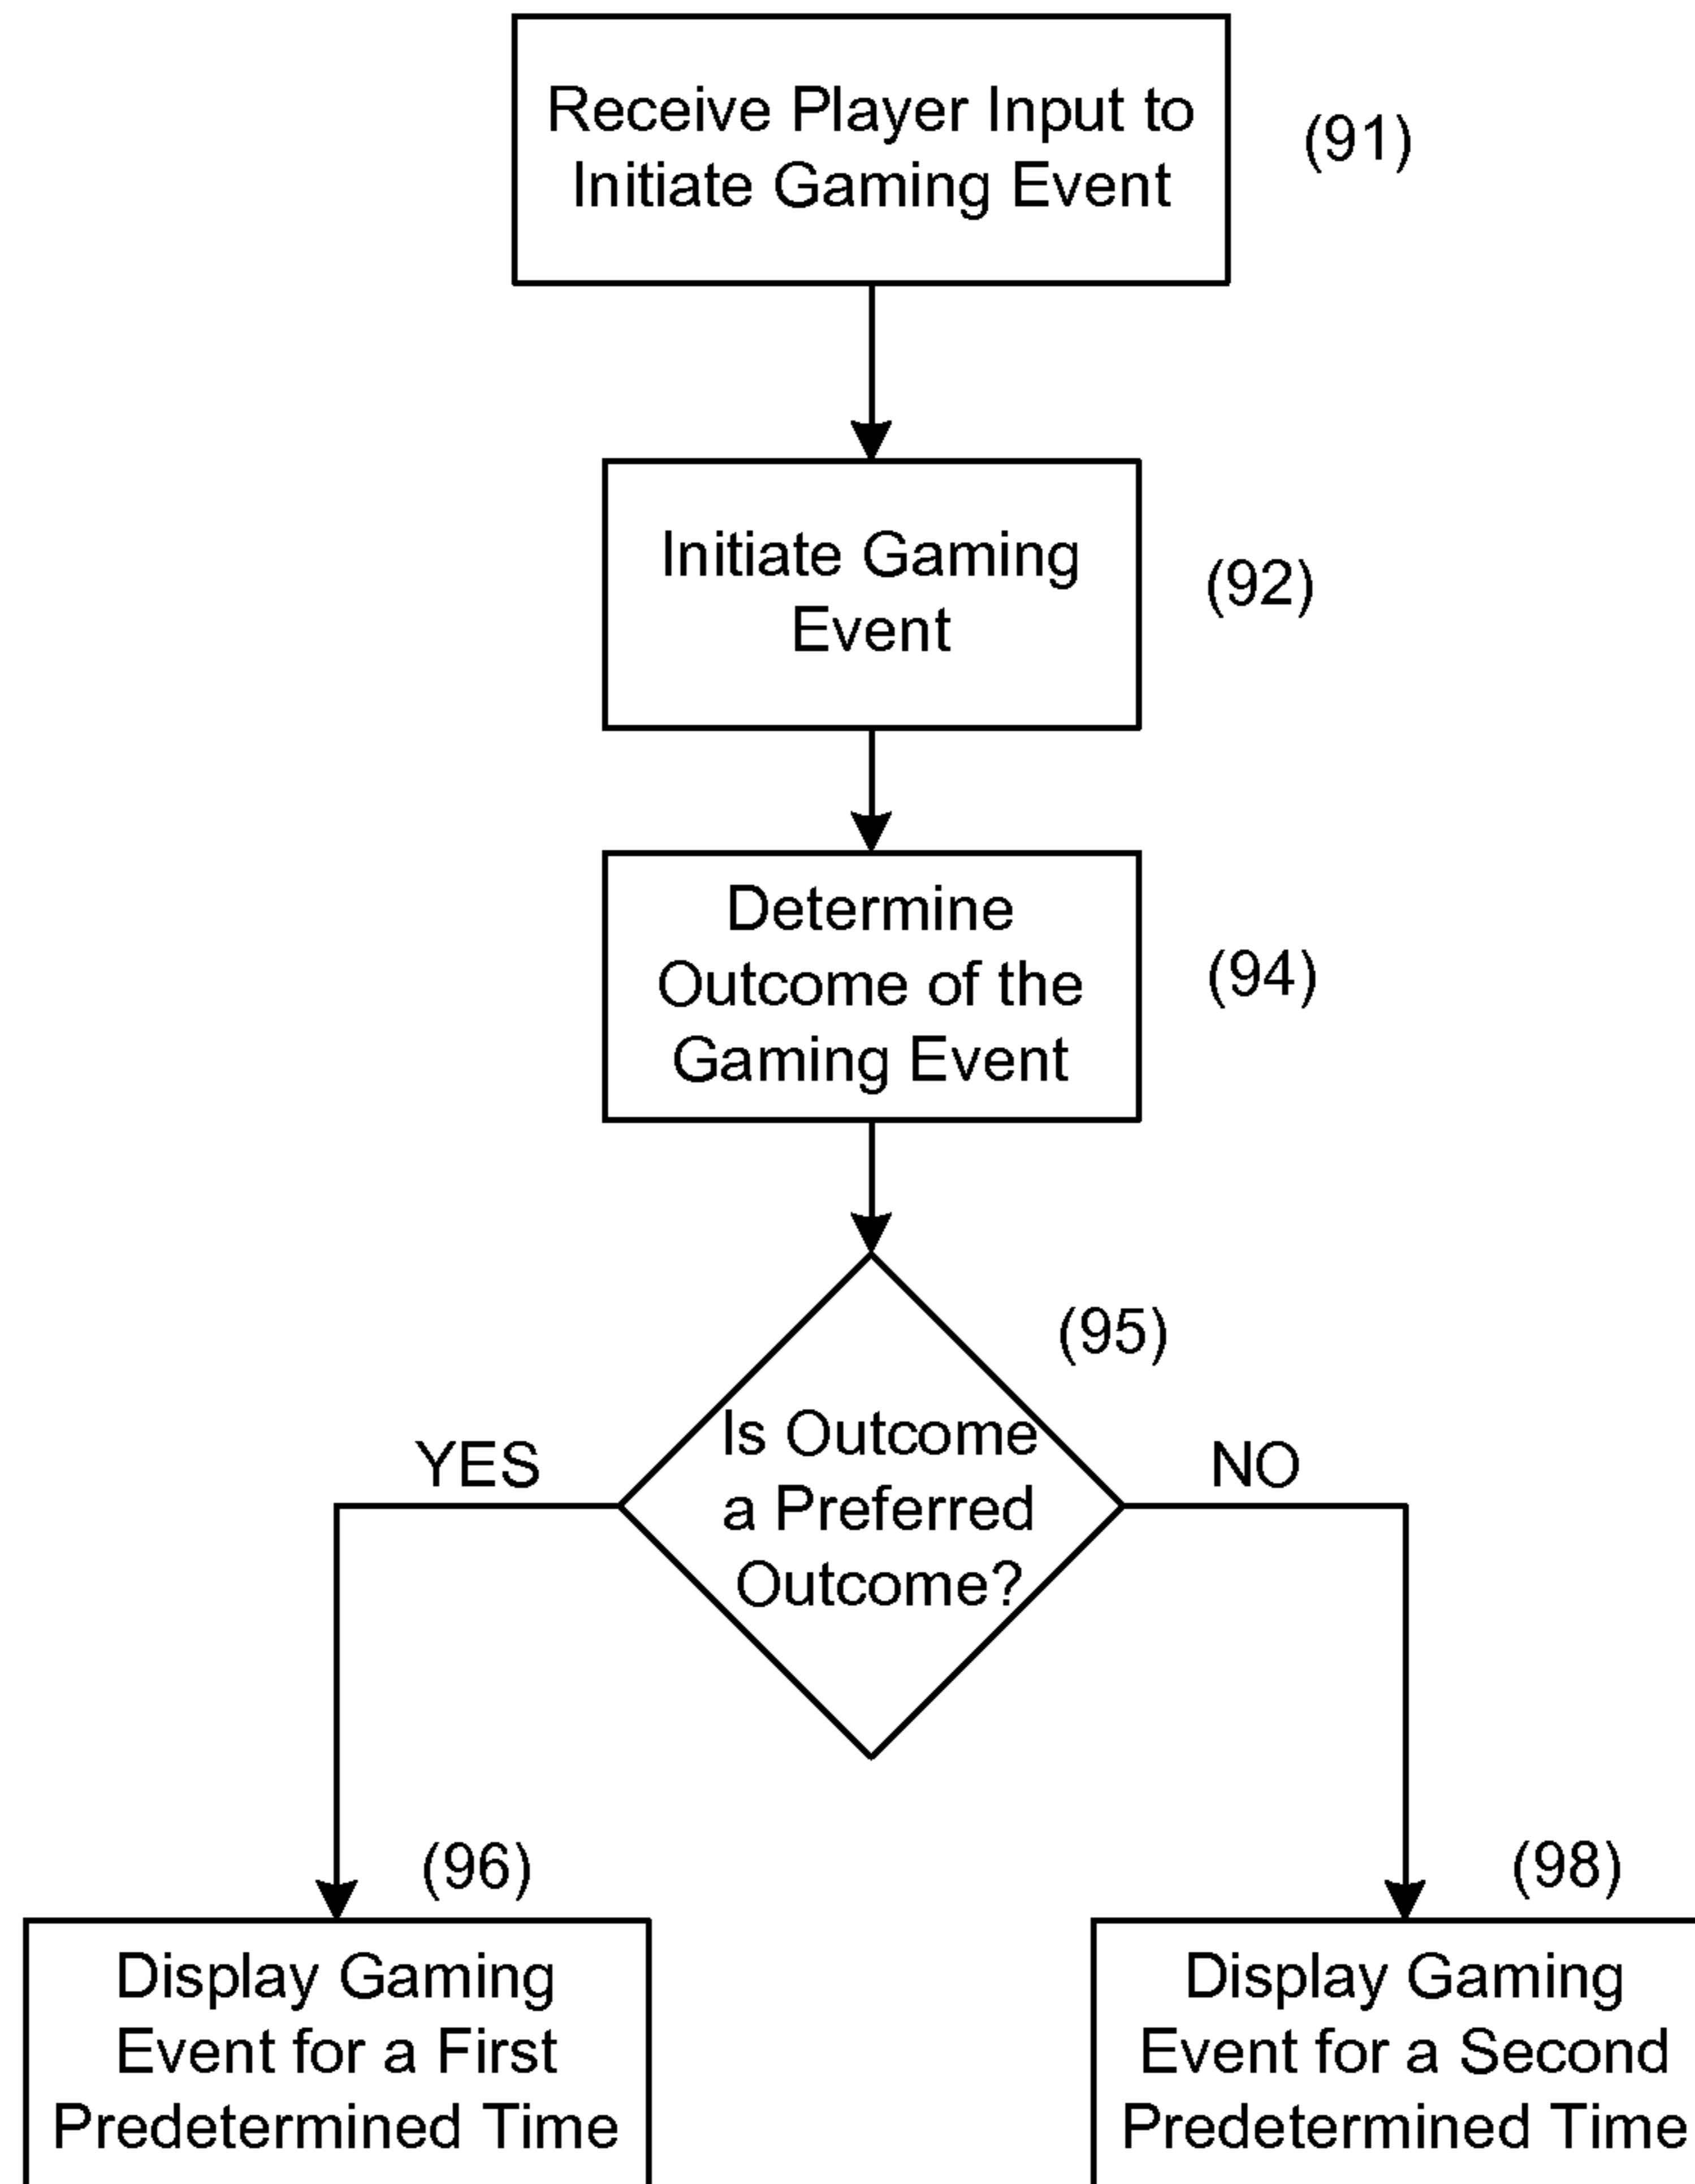 Receive Player Input to
Initiate Gaming Event
(91)
Initiate Gaming
Event
(92)
Determine
Outcome of the
Gaming Event
(94)
(95)
Is Outcome
a Preferred
Outcome?
YES
NO
(96)
Display Gaming
Event for a First
Predetermined Time
(98)
Display Gaming
Event for a Second
Predetermined Time